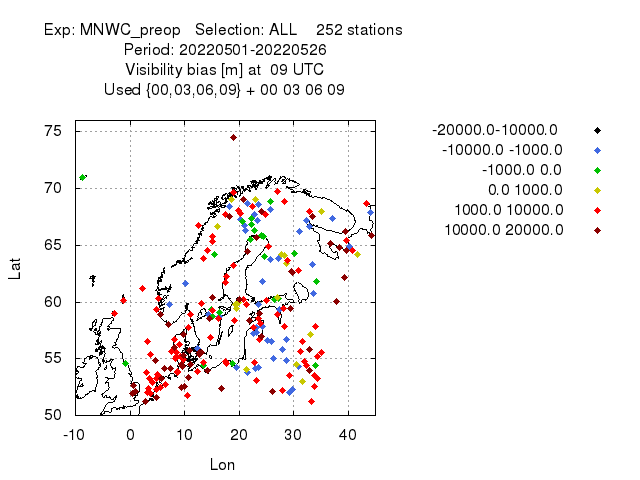 Exp: MNWC_preop   Selection: ALL    252 stations
Period: 20220501-20220526
Visibility bias [m] at  09 UTC
Used {00,03,06,09} + 00 03 06 09
-20000.0-10000.0
-10000.0 -1000.0
-1000.0 0.0
0.0 1000.0
1000.0 10000.0
10000.0 20000.0
75
70
65
60
55
50
Lat
-10 0 10 20 30 40
Lon